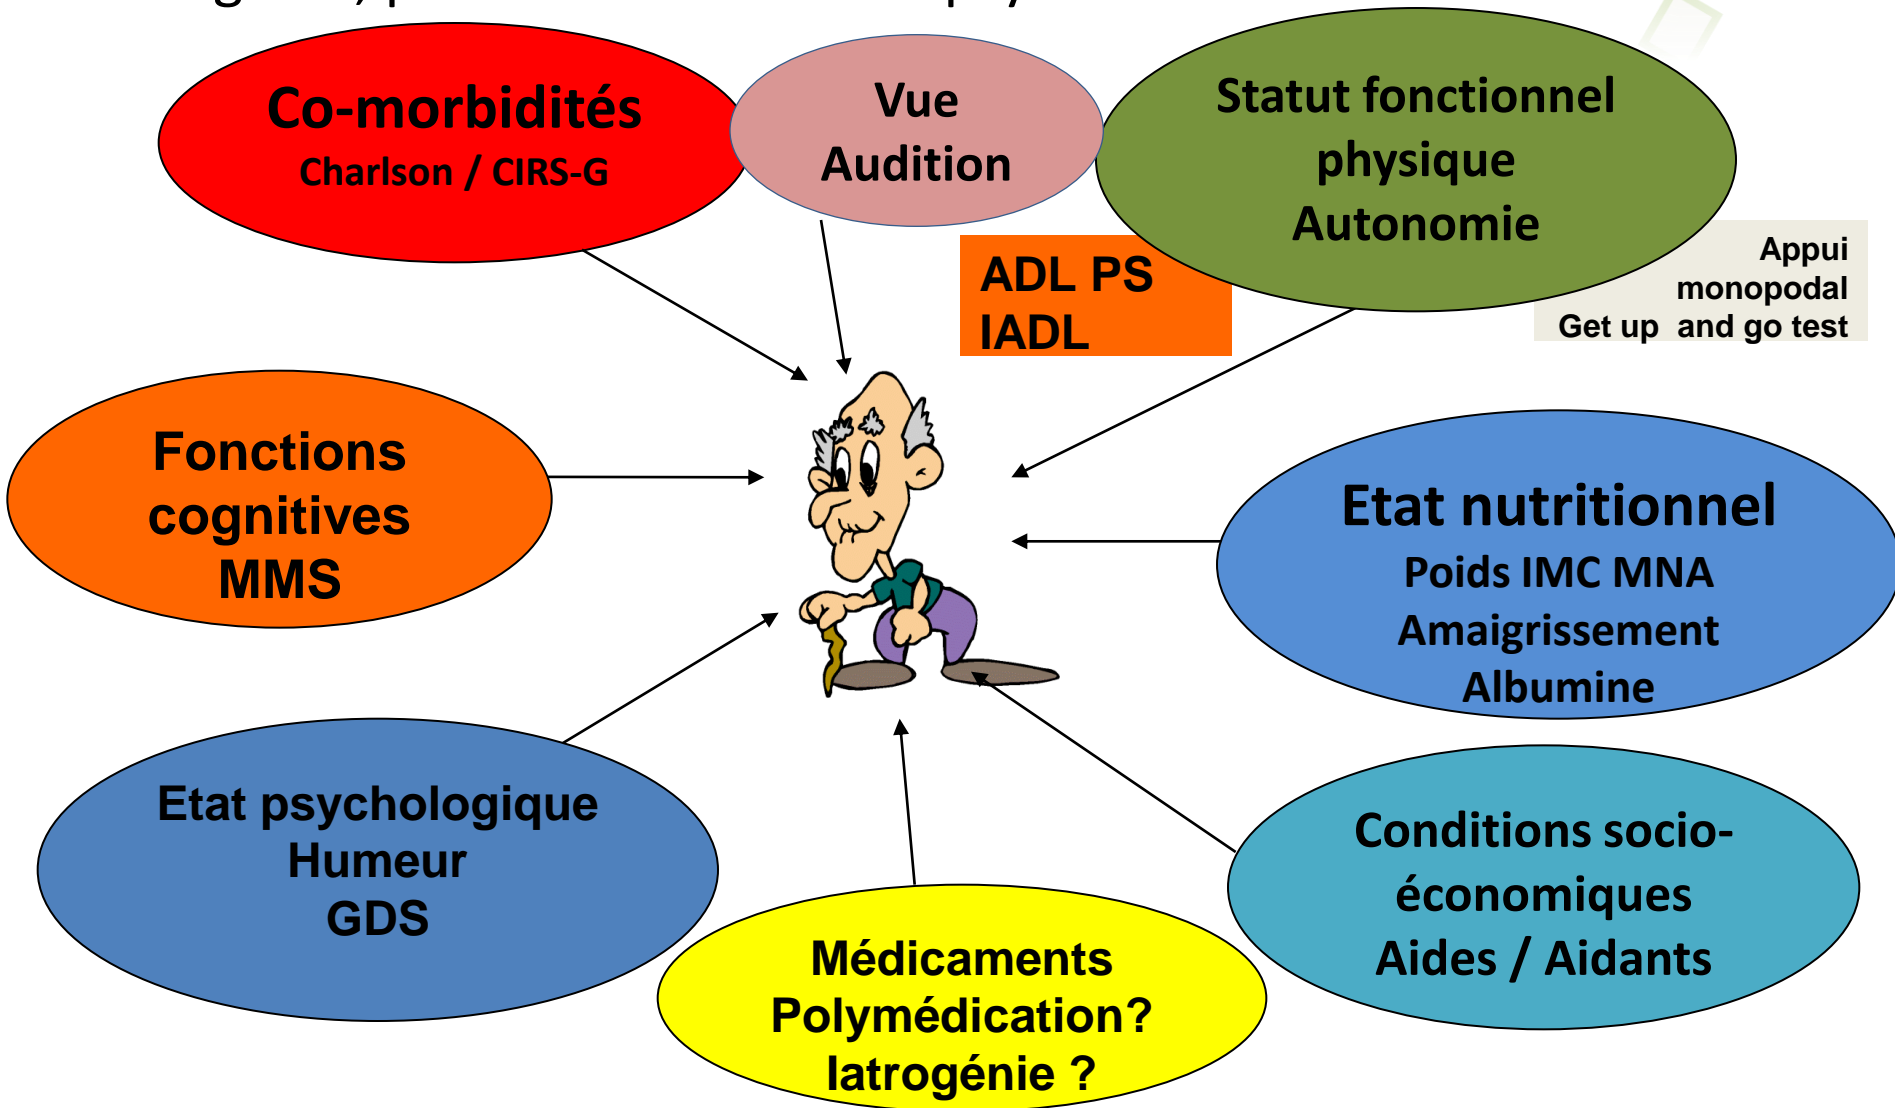 Co-morbidités
Charlson / CIRS-G
Vue
Audition
Statut fonctionnel
physique
Autonomie
ADL PS
IADL
Appui
monopodal
Get up  and go test
Fonctions
cognitives
MMS
Etat nutritionnel
Poids IMC MNA
Amaigrissement
Albumine
Etat psychologique
Humeur
GDS
Conditions socio-
économiques
Aides / Aidants
Médicaments
Polymédication?
Iatrogénie ?